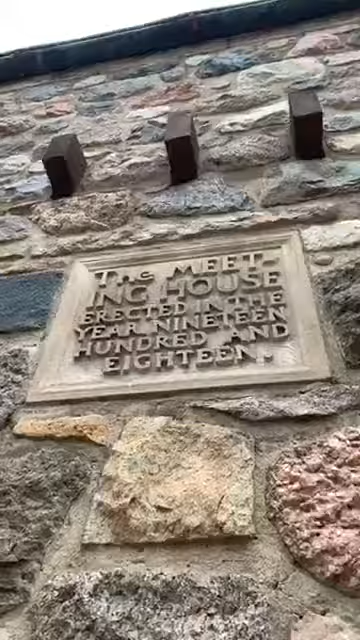 THE MEET-
ING HOUSE
ERECTED IN THE
YEAR NINETEEN
HUNDRED AND
EIGHTEEN.